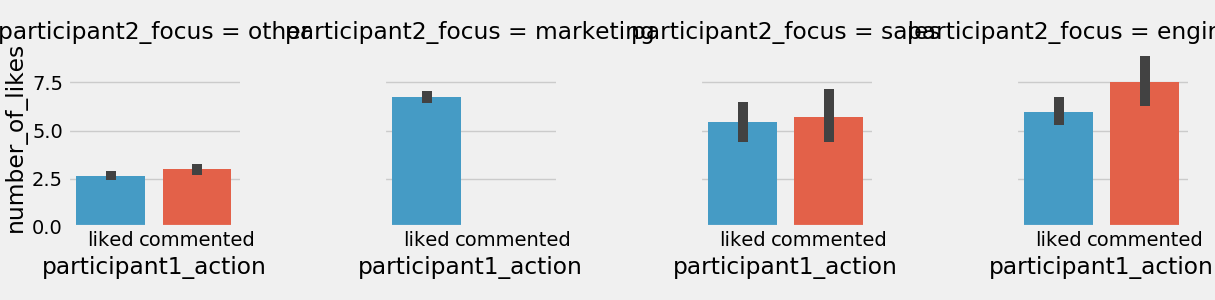 participant2_focus = other
participant2_focus = marketing
participant2_focus = sales
participant2_focus = engin
number_of_likes
7.5
5.0
2.5
0.0
liked commented
liked commented
liked commented
liked commented
participant1_action
participant1_action
participant1_action
participant1_action